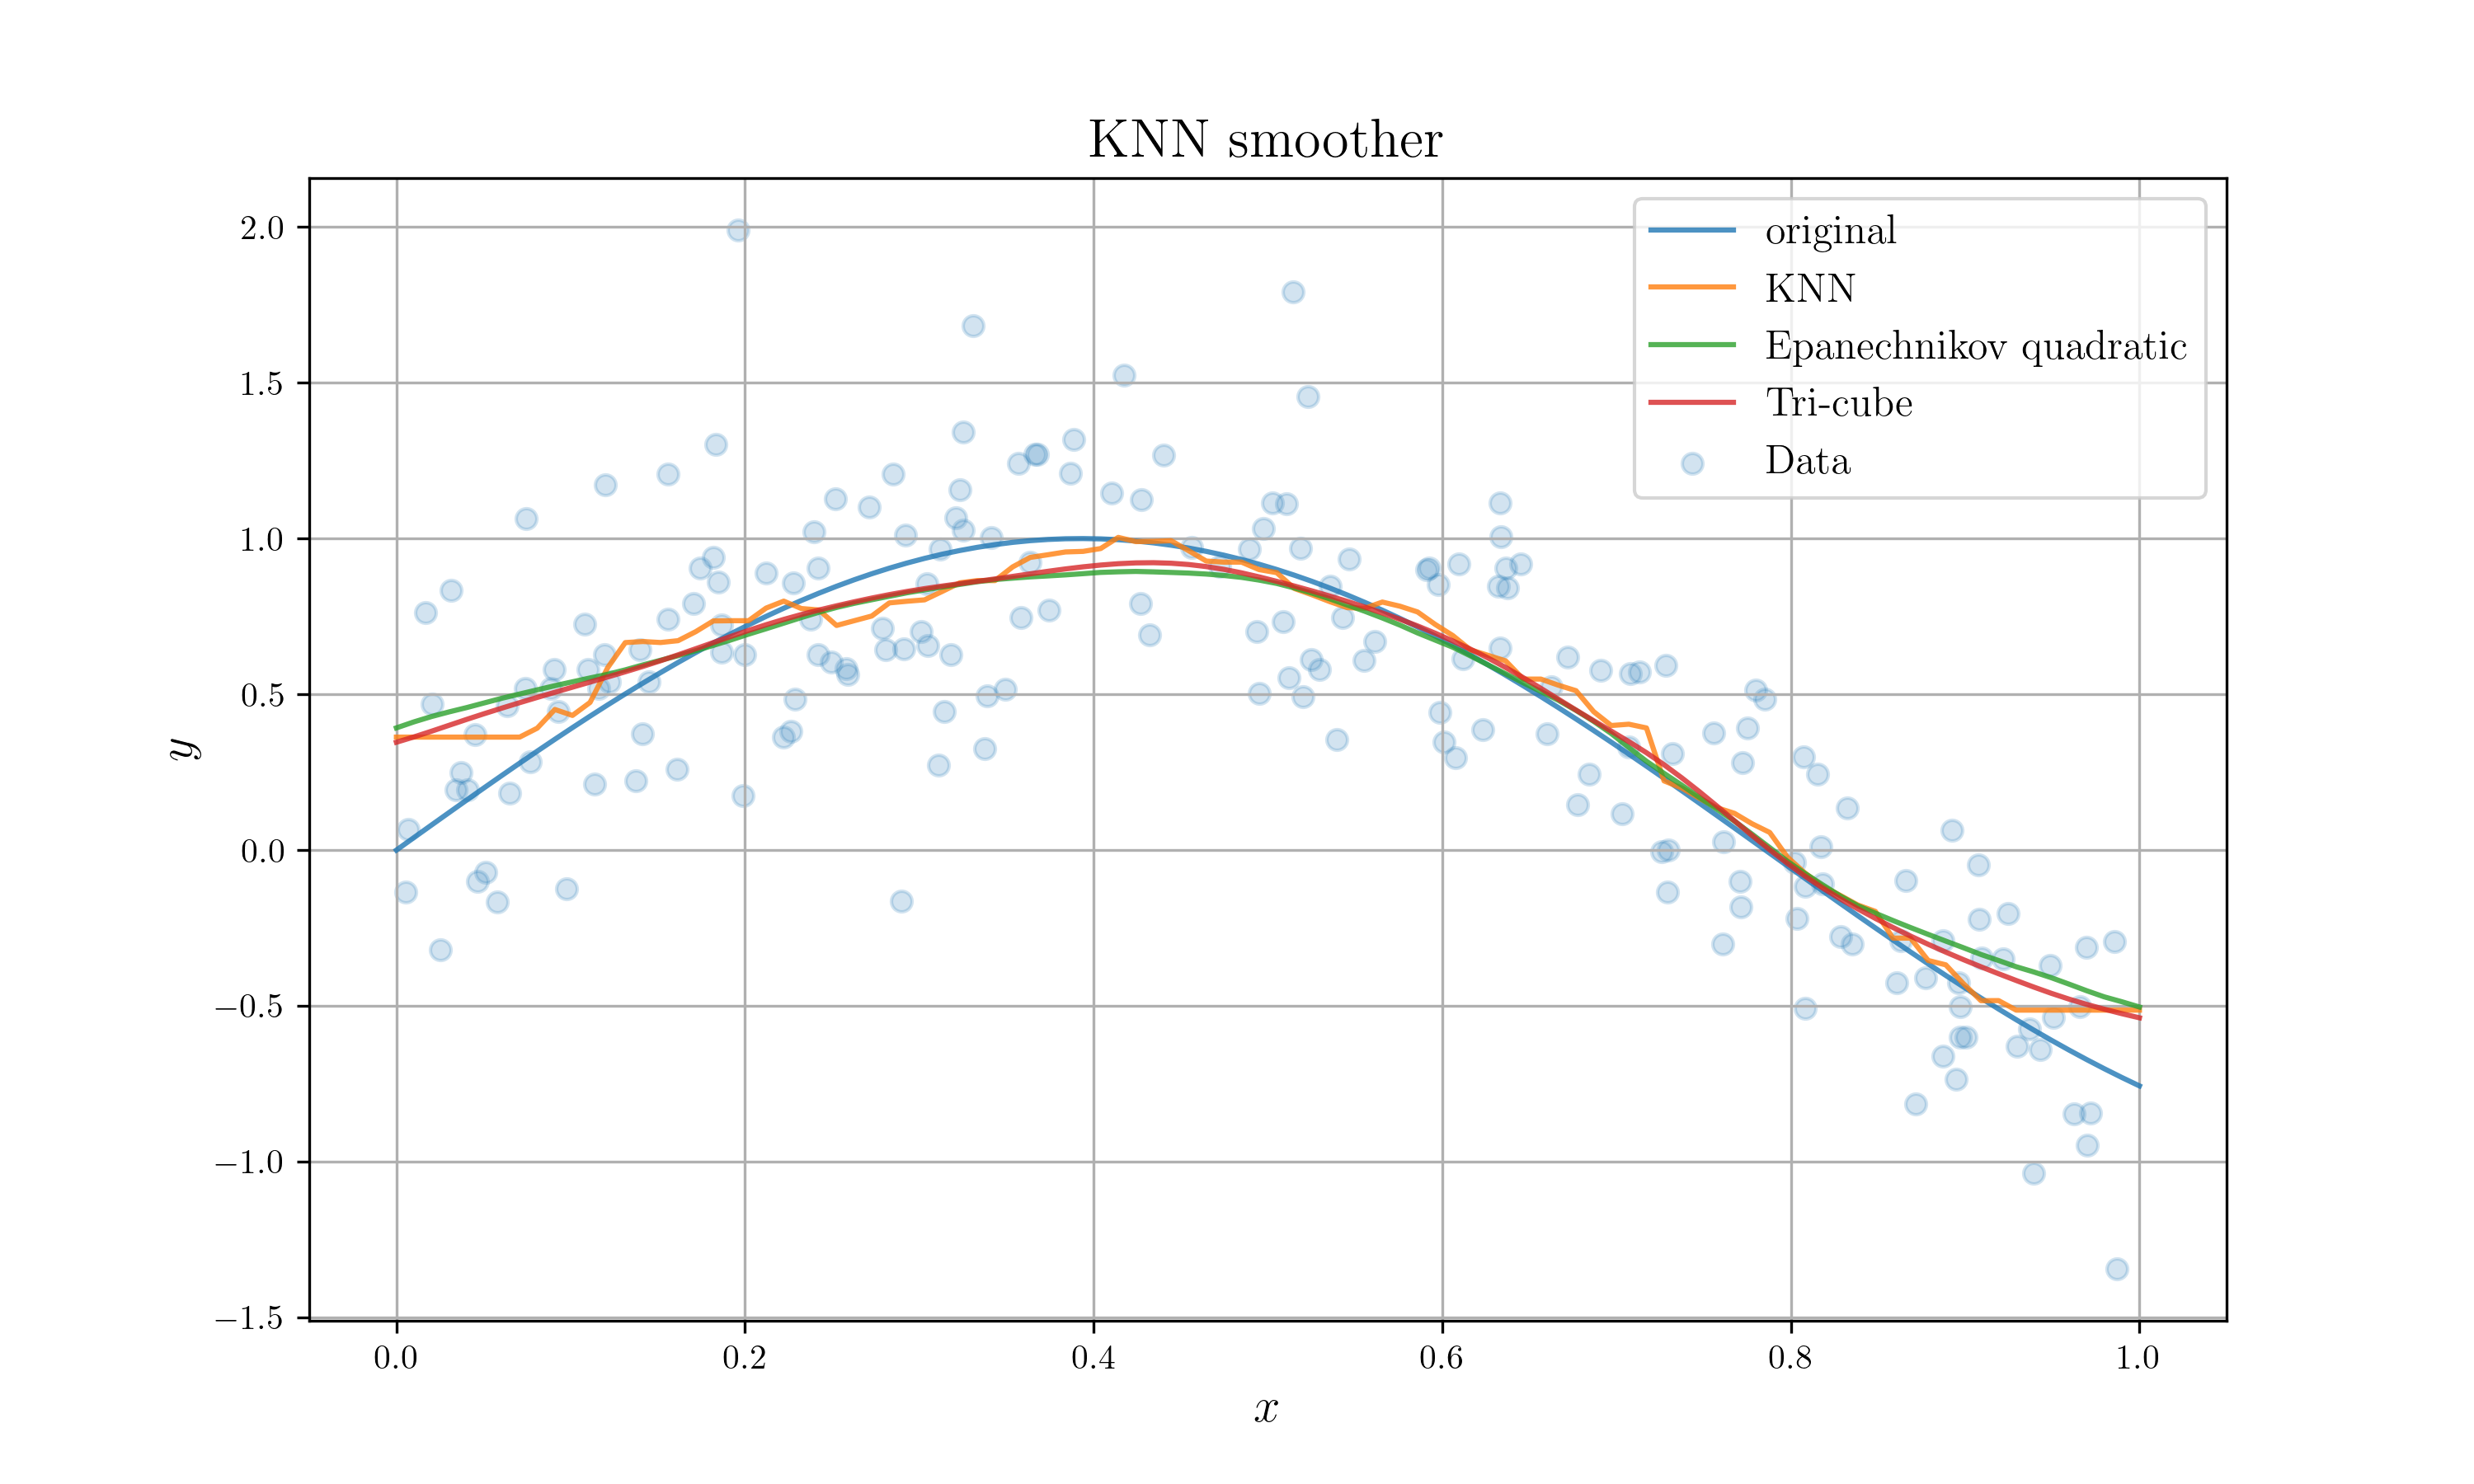 KNN smoother
original
KNN
Epanechnikov quadratic
Tri-cube
Data
2.0
1.5
1.0
0.5
0.0
−0.5
−1.0
−1.5
y
0.0 0.2 0.4 0.6 0.8 1.0
x